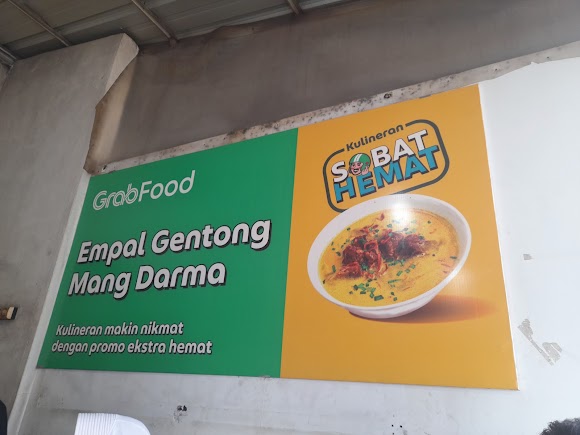 GrabFood
Empal Gentong
Mang Darma
Kulineran makin nikmat
dengan promo ekstra hemat
Kulineran
SOBAT
HEMAT